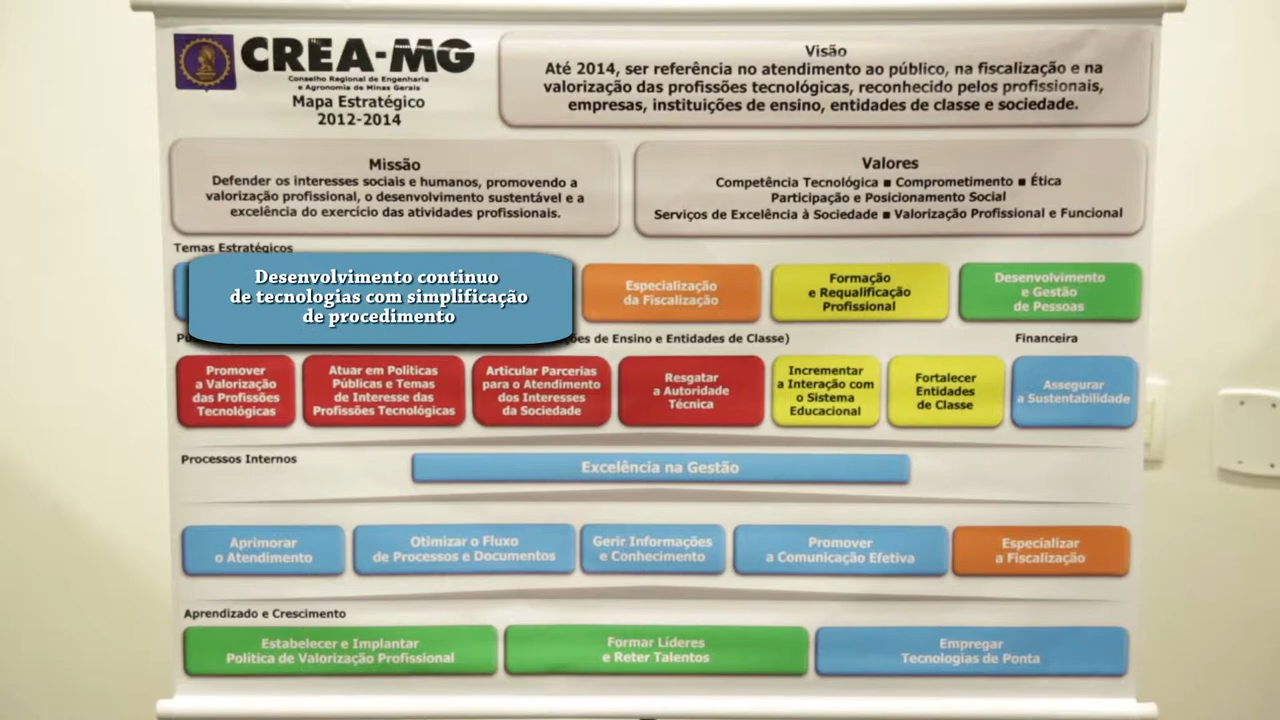 CREA-MG
Conselho Regional de Engenharia
e Agronomia de Minas Gerais
Mapa Estratégico
2012-2014
Visão
Até 2014, ser referência no atendimento ao público, na fiscalização e na
valorização das profissões tecnológicas, reconhecido pelos profissionais,
empresas, instituições de ensino, entidades de classe e sociedade.
Missão
Defender os interesses sociais e humanos, promovendo a
valorização profissional, o desenvolvimento sustentável e a
excelência do exercício das atividades profissionais.
Valores
Competência Tecnológica ■ Comprometimento ■ Ética
Participação e Posicionamento Social
Serviços de Excelência à Sociedade ■ Valorização Profissional e Funcional
Temas Estratégicos
Desenvolvimento continuo
de tecnologias com simplificação
de procedimento
Especialização
da Fiscalização
Formação
e Requalificação
Profissional
Desenvolvimento
e Gestão
de Pessoas
de Ensino e Entidades de Classe)
Financeira
Promover
a Valorização
das Profissões
Tecnológicas
Atuar em Políticas
Públicas e Temas
de Interesse das
Profissões Tecnológicas
Articular Parcerias
para o Atendimento
dos Interesses
da Sociedade
Resgatar
a Autoridade
Técnica
Incrementar
a Interação com
o Sistema
Educacional
Fortalecer
Entidades
de Classe
Assegurar
a Sustentabilidade
Processos Internos
Excelência na Gestão
Aprimorar
o Atendimento
Otimizar o Fluxo
de Processos e Documentos
Gerir Informações
e Conhecimento
Promover
a Comunicação Efetiva
Especializar
a Fiscalização
Aprendizado e Crescimento
Estabelecer e Implantar
Política de Valorização Profissional
Formar Líderes
e Reter Talentos
Empregar
Tecnologias de Ponta